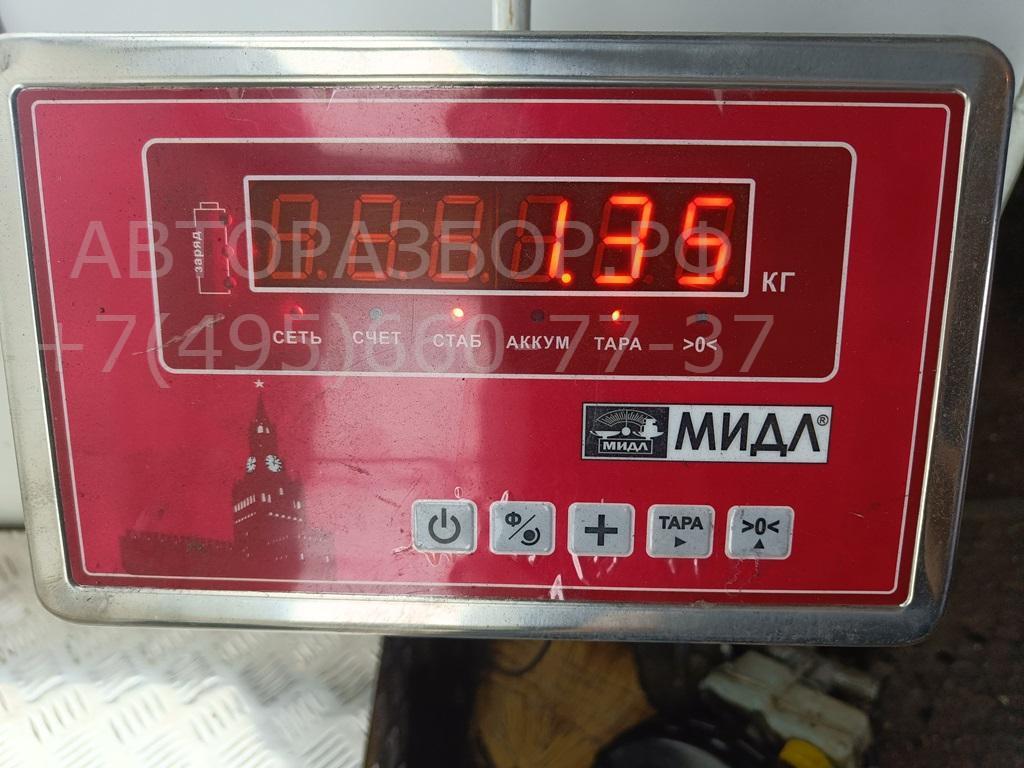 1.35
КГ
заряд
АВТОРАЗБОР.РФ
+7(495)660-77-37
СЕТЬ СЧЕТ СТАБ АККУМ ТАРА >0<
МИДЛ МИДЛ®
Ф ТАРА >0<